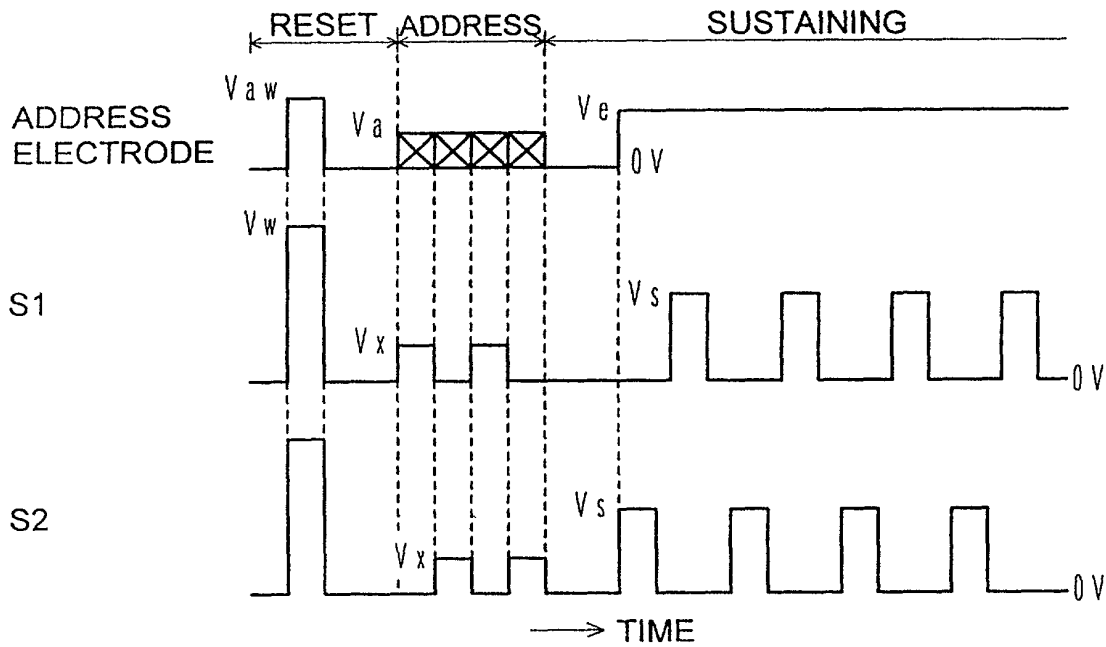 RESET ADDRESS SUSTAINING
Vaw
ADDRESS
ELECTRODE
Va
Ve
0V
Vw
S1
Vx
Vs
0V
S2
Vx
Vs
0V
TIME